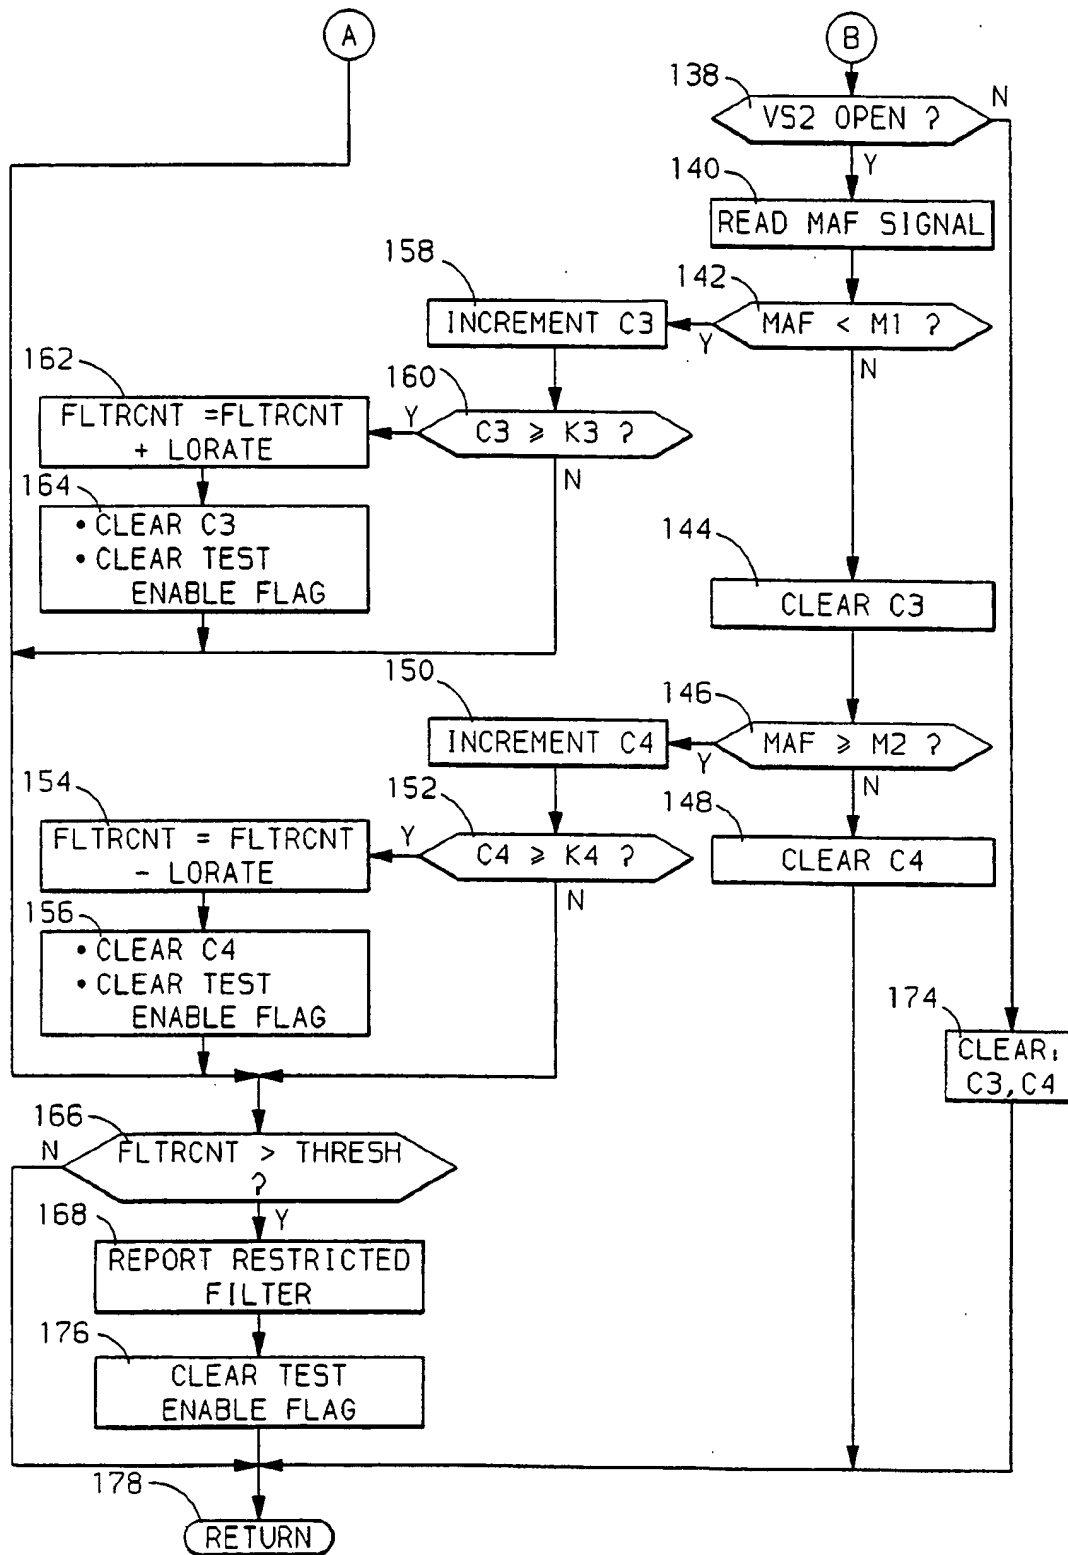 A
B
138
VS2 OPEN ?
N
Y
140
READ MAF SIGNAL
158
142
INCREMENT C3
MAF < M1 ?
Y
N
162
160
FLTRCNT =FLTRCNT
+ LORATE
Y
C3 ⩾ K3 ?
N
164
• CLEAR C3
• CLEAR TEST
ENABLE FLAG
144
CLEAR C3
150
146
INCREMENT C4
MAF ⩾ M2 ?
Y
N
154
152
148
FLTRCNT = FLTRCNT
- LORATE
Y
C4 ⩾ K4 ?
N
CLEAR C4
156
• CLEAR C4
• CLEAR TEST
ENABLE FLAG
174
CLEAR:
C3,C4
166
N
FLTRCNT > THRESH
?
Y
168
REPORT RESTRICTED
FILTER
176
CLEAR TEST
ENABLE FLAG
178
RETURN